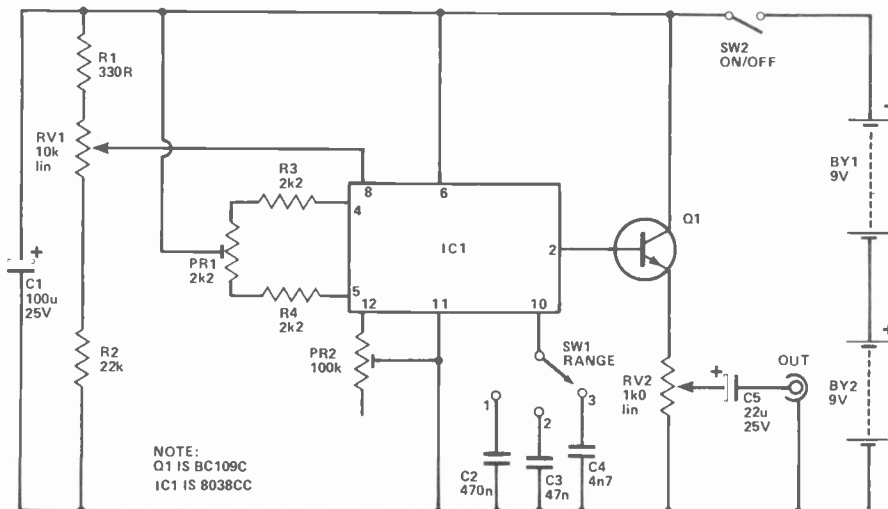 R1
330R
RV1
10k
lin
+
C1
100u
25V
R2
22k
R3
2k2
PR1
2k2
R4
2k2
8
6
4
IC1
2
5
12
11
10
PR2
100k
Q1
SW2
ON/OFF
SW1
RANGE
1
2
3
C2
470n
C3
47n
C4
4n7
RV2
1k0
lin
+
C5
22u
25V
OUT
+
BY1
9V
+
BY2
9V
NOTE:
Q1 IS BC109C
IC1 IS 8038CC